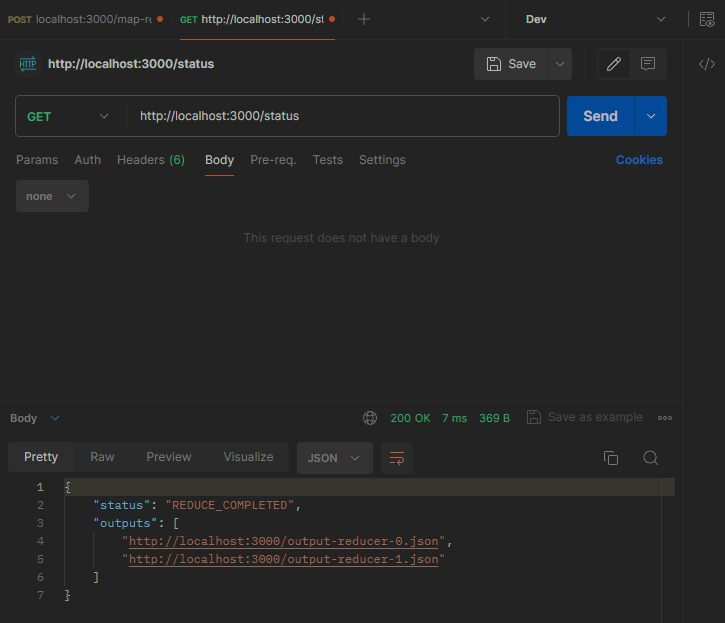 POST localhost:3000/map-r
GET http://localhost:3000/st
Dev
HTTP http://localhost:3000/status
Save
GET http://localhost:3000/status
Send
Params Auth Headers (6) Body Pre-req. Tests Settings Cookies
none
This request does not have a body
Body 200 OK 7 ms 369 B Save as example
Pretty Raw Preview Visualize JSON
1 {
2 "status": "REDUCE_COMPLETED",
3 "outputs": [
4 "http://localhost:3000/output-reducer-0.json",
5 "http://localhost:3000/output-reducer-1.json"
6 ]
7 }